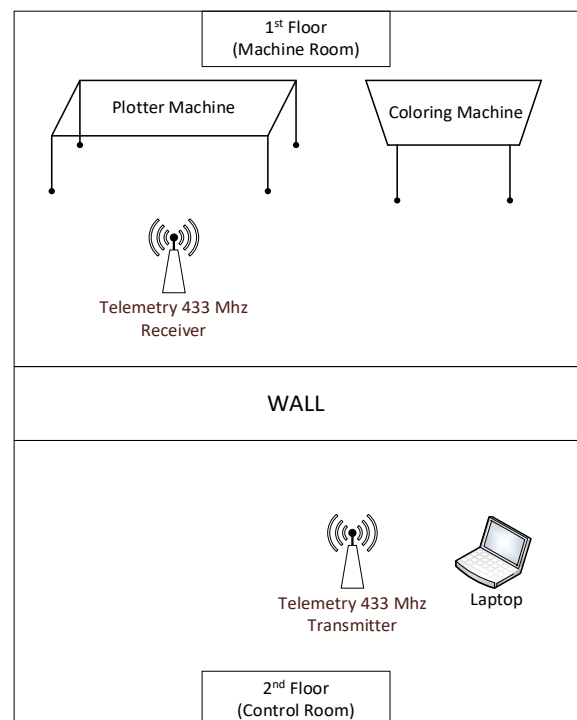 1st Floor
(Machine Room)
Plotter Machine
Coloring Machine
Telemetry 433 Mhz
Receiver
WALL
Telemetry 433 Mhz
Transmitter
Laptop
2nd Floor
(Control Room)